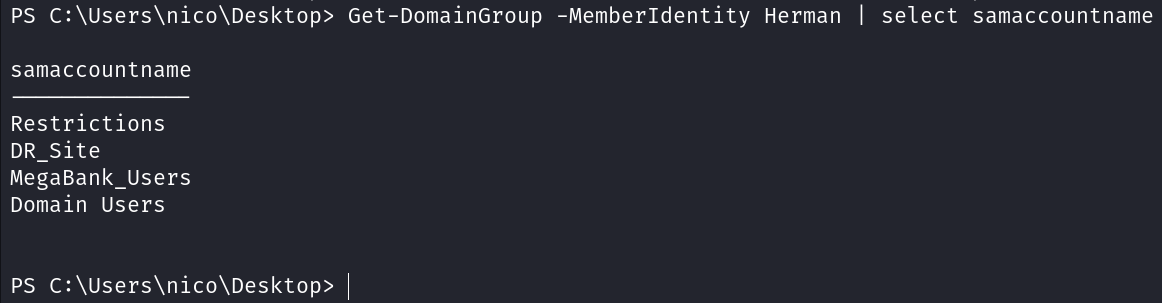 PS C:\Users\nico\Desktop> Get-DomainGroup -MemberIdentity Herman | select samaccountname
samaccountname
--------------
Restrictions
DR_Site
MegaBank_Users
Domain Users
PS C:\Users\nico\Desktop>